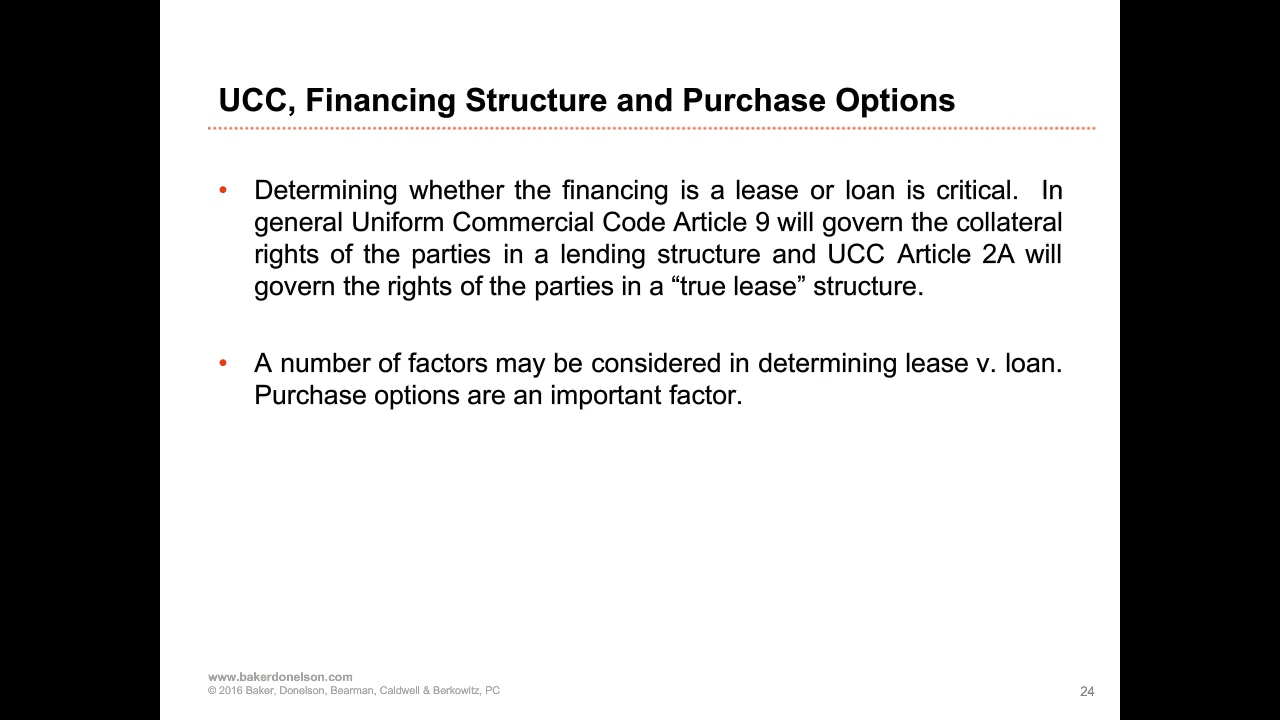 UCC, Financing Structure and Purchase Options
• Determining whether the financing is a lease or loan is critical.  In
general Uniform Commercial Code Article 9 will govern the collateral
rights of the parties in a lending structure and UCC Article 2A will
govern the rights of the parties in a “true lease” structure.
• A number of factors may be considered in determining lease v. loan.
Purchase options are an important factor.
www.bakerdonelson.com
© 2016 Baker, Donelson, Bearman, Caldwell & Berkowitz, PC
24